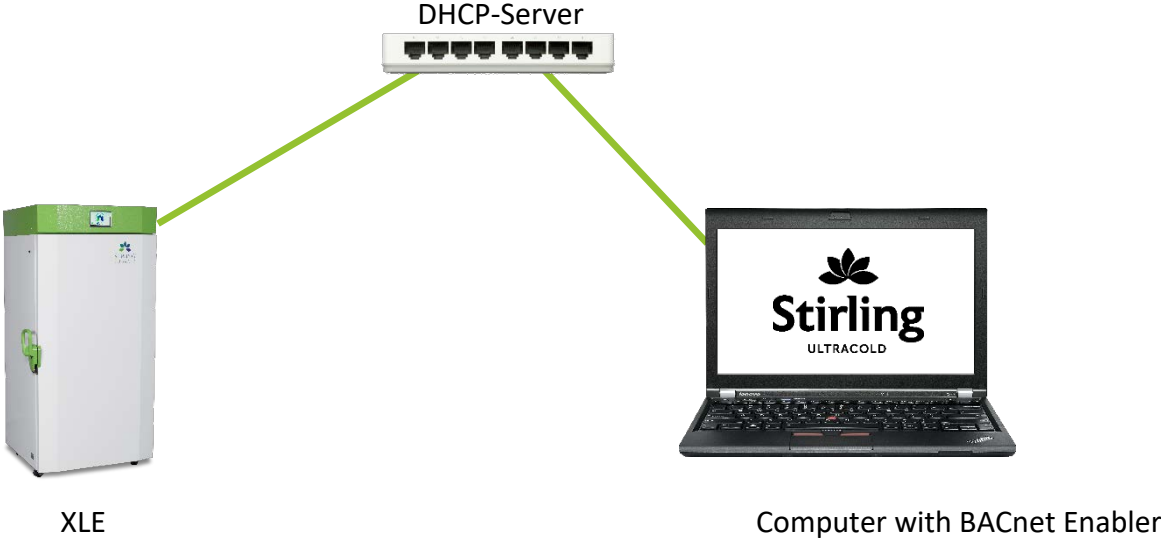 DHCP-Server
Stirling
ULTRACOLD
XLE
Computer with BACnet Enabler